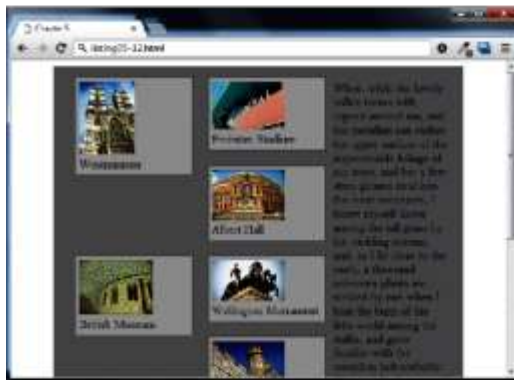 Chapter 5
.html
Westminster
Stadium
Albert Hall
British Museum
Wellington Monument
When, while the lovely
valley teems with
vapour around me, and
the meridian sun strikes
the upper surface of the
impenetrable foliage of
my trees, and but a few
stray gleams steal into
the inner sanctuary, I
throw myself down
among the tall grass by
the trickling stream;
and, as I lie close to the
earth, a thousand
unknown plants are
noticed by me: when I
hear the buzz of the
little world among the
stalks, and grow
familiar with the
countless